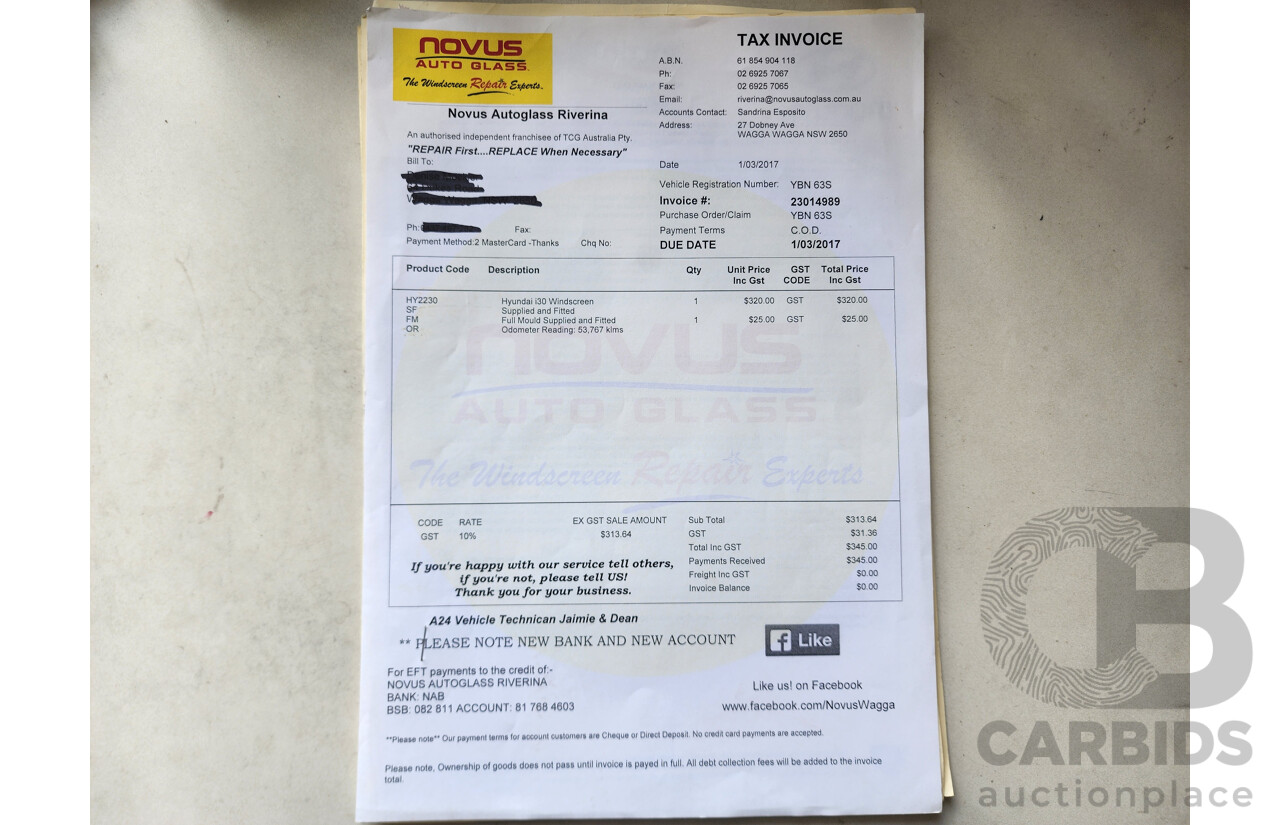 NOVUS
AUTO GLASS
The Windscreen Repair Experts.
Novus Autoglass Riverina
An authorised independent franchisee of TCG Australia Pty.
"REPAIR First....REPLACE When Necessary"
Bill To:
Ph: Fax:
Payment Method:2 MasterCard -Thanks Chq No:
TAX INVOICE
A.B.N. 61 854 904 118
Ph: 02 6925 7067
Fax: 02 6925 7065
Email: riverina@novusautoglass.com.au
Accounts Contact: Sandrina Esposito
Address: 27 Dobney Ave
WAGGA WAGGA NSW 2650
Date 1/03/2017
Vehicle Registration Number: YBN 63S
Invoice #: 23014989
Purchase Order/Claim YBN 63S
Payment Terms C.O.D.
DUE DATE 1/03/2017
Product Code Description Qty Unit Price Inc Gst GST CODE Total Price Inc Gst
HY2230 Hyundai i30 Windscreen 1 $320.00 GST $320.00
SF Supplied and Fitted
FM Full Mould Supplied and Fitted 1 $25.00 GST $25.00
OR Odometer Reading: 53,767 klms
NOVUS
AUTO GLASS
The Windscreen Repair Experts
CODE RATE EX GST SALE AMOUNT
GST 10% $313.64
Sub Total $313.64
GST $31.36
Total Inc GST $345.00
Payments Received $345.00
Freight Inc GST $0.00
Invoice Balance $0.00
If you're happy with our service tell others,
if you're not, please tell US!
Thank you for your business.
A24 Vehicle Technican Jaimie & Dean
** PLEASE NOTE NEW BANK AND NEW ACCOUNT
f Like
For EFT payments to the credit of:-
NOVUS AUTOGLASS RIVERINA
BANK: NAB
BSB: 082 811 ACCOUNT: 81 768 4603
Like us! on Facebook
www.facebook.com/NovusWagga
**Please note** Our payment terms for account customers are Cheque or Direct Deposit. No credit card payments are accepted.
Please note, Ownership of goods does not pass until invoice is payed in full. All debt collection fees will be added to the invoice
total.
CB
CARBIDS
auctionplace